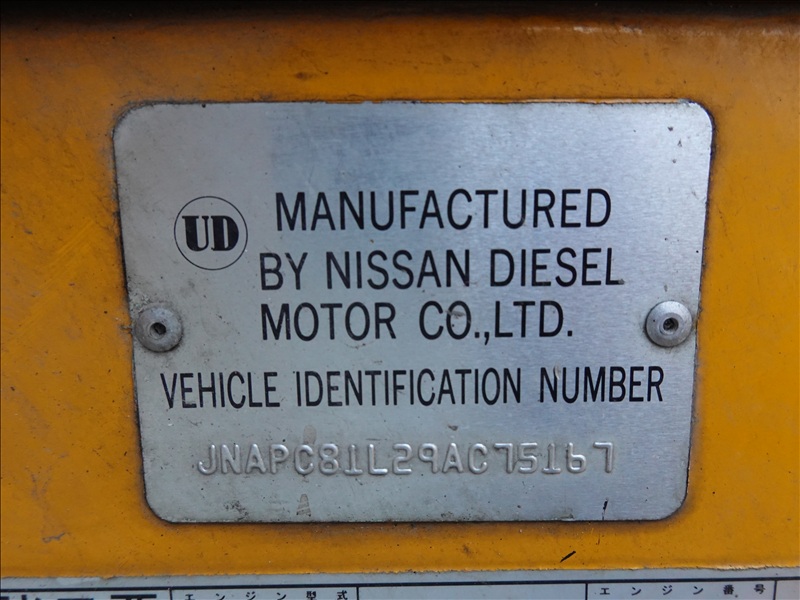 UD
MANUFACTURED
BY NISSAN DIESEL
MOTOR CO.,LTD.
VEHICLE IDENTIFICATION NUMBER
JNAPC81L29AC75167
エンジン型式
エンジン番号